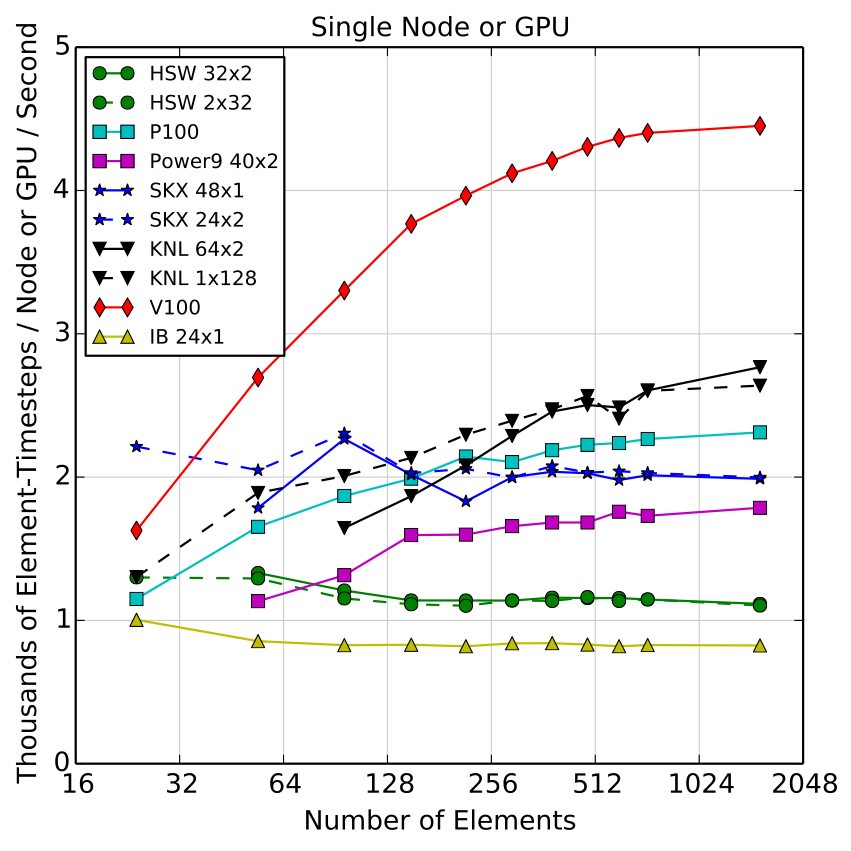 Single Node or GPU
Thousands of Element-Timesteps / Node or GPU / Second
5
4
3
2
1
0
HSW 32x2
HSW 2x32
P100
Power9 40x2
SKX 48x1
SKX 24x2
KNL 64x2
KNL 1x128
V100
IB 24x1
16 32 64 128 256 512 1024 2048
Number of Elements